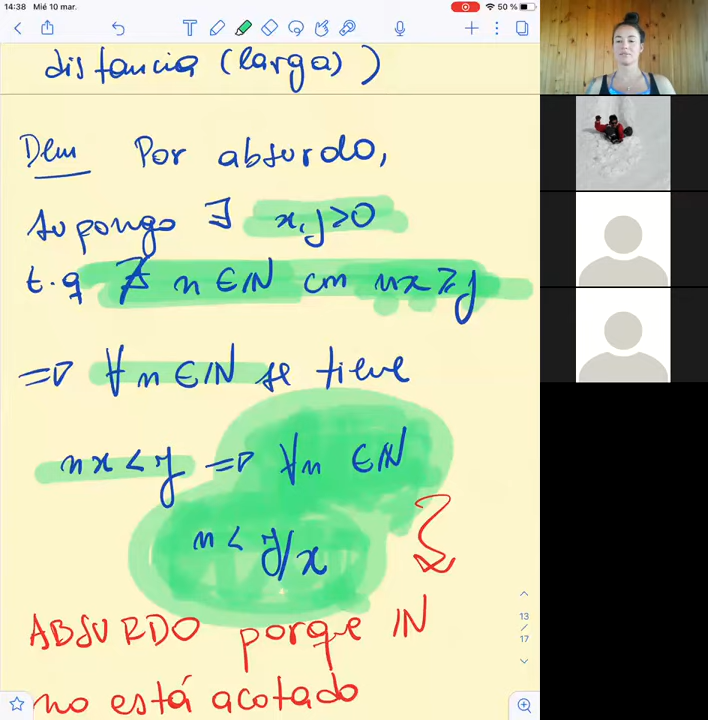 14:38 Mié 10 mar.
50 %
distancia (larga) )
Dem Por absurdo,
supongo ∃ x, y > 0
t.q ∄ n ∈ ℕ con nx ≥ y
⇒ ∀n ∈ ℕ se tiene
nx < y ⇒ ∀n ∈ ℕ
n < y/x
ABSURDO porque ℕ
no está acotado
13
/
17